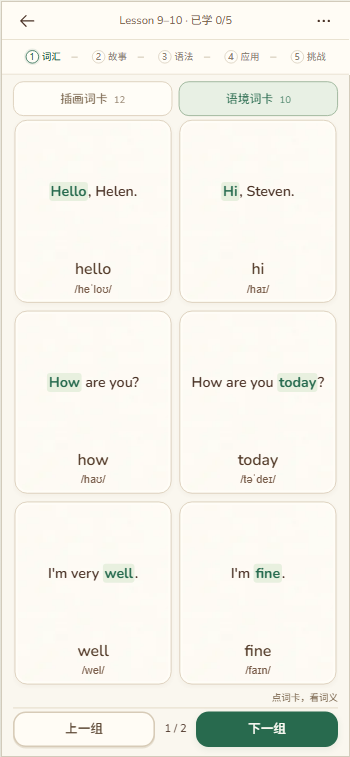 Lesson 9–10 · 已学 0/5
1 词汇 – 2 故事 – 3 语法 – 4 应用 – 5 挑战
插画词卡 12
语境词卡 10
Hello, Helen.
hello
/heˈloʊ/
Hi, Steven.
hi
/haɪ/
How are you?
how
/haʊ/
How are you today?
today
/təˈdeɪ/
I'm very well.
well
/wel/
I'm fine.
fine
/faɪn/
点词卡，看词义
上一组
1 / 2
下一组